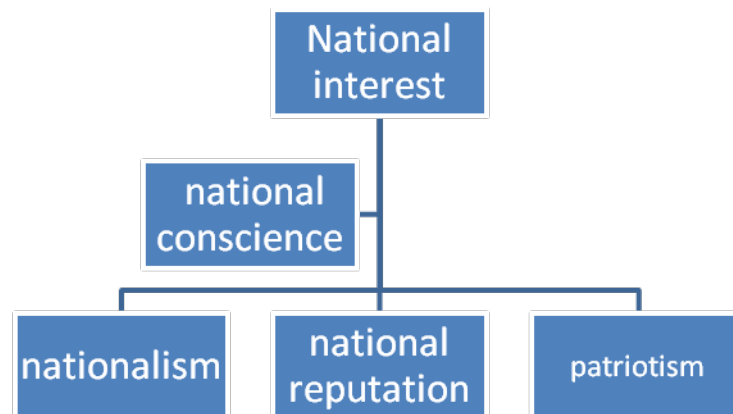 National
interest
national
conscience
nationalism
national
reputation
patriotism